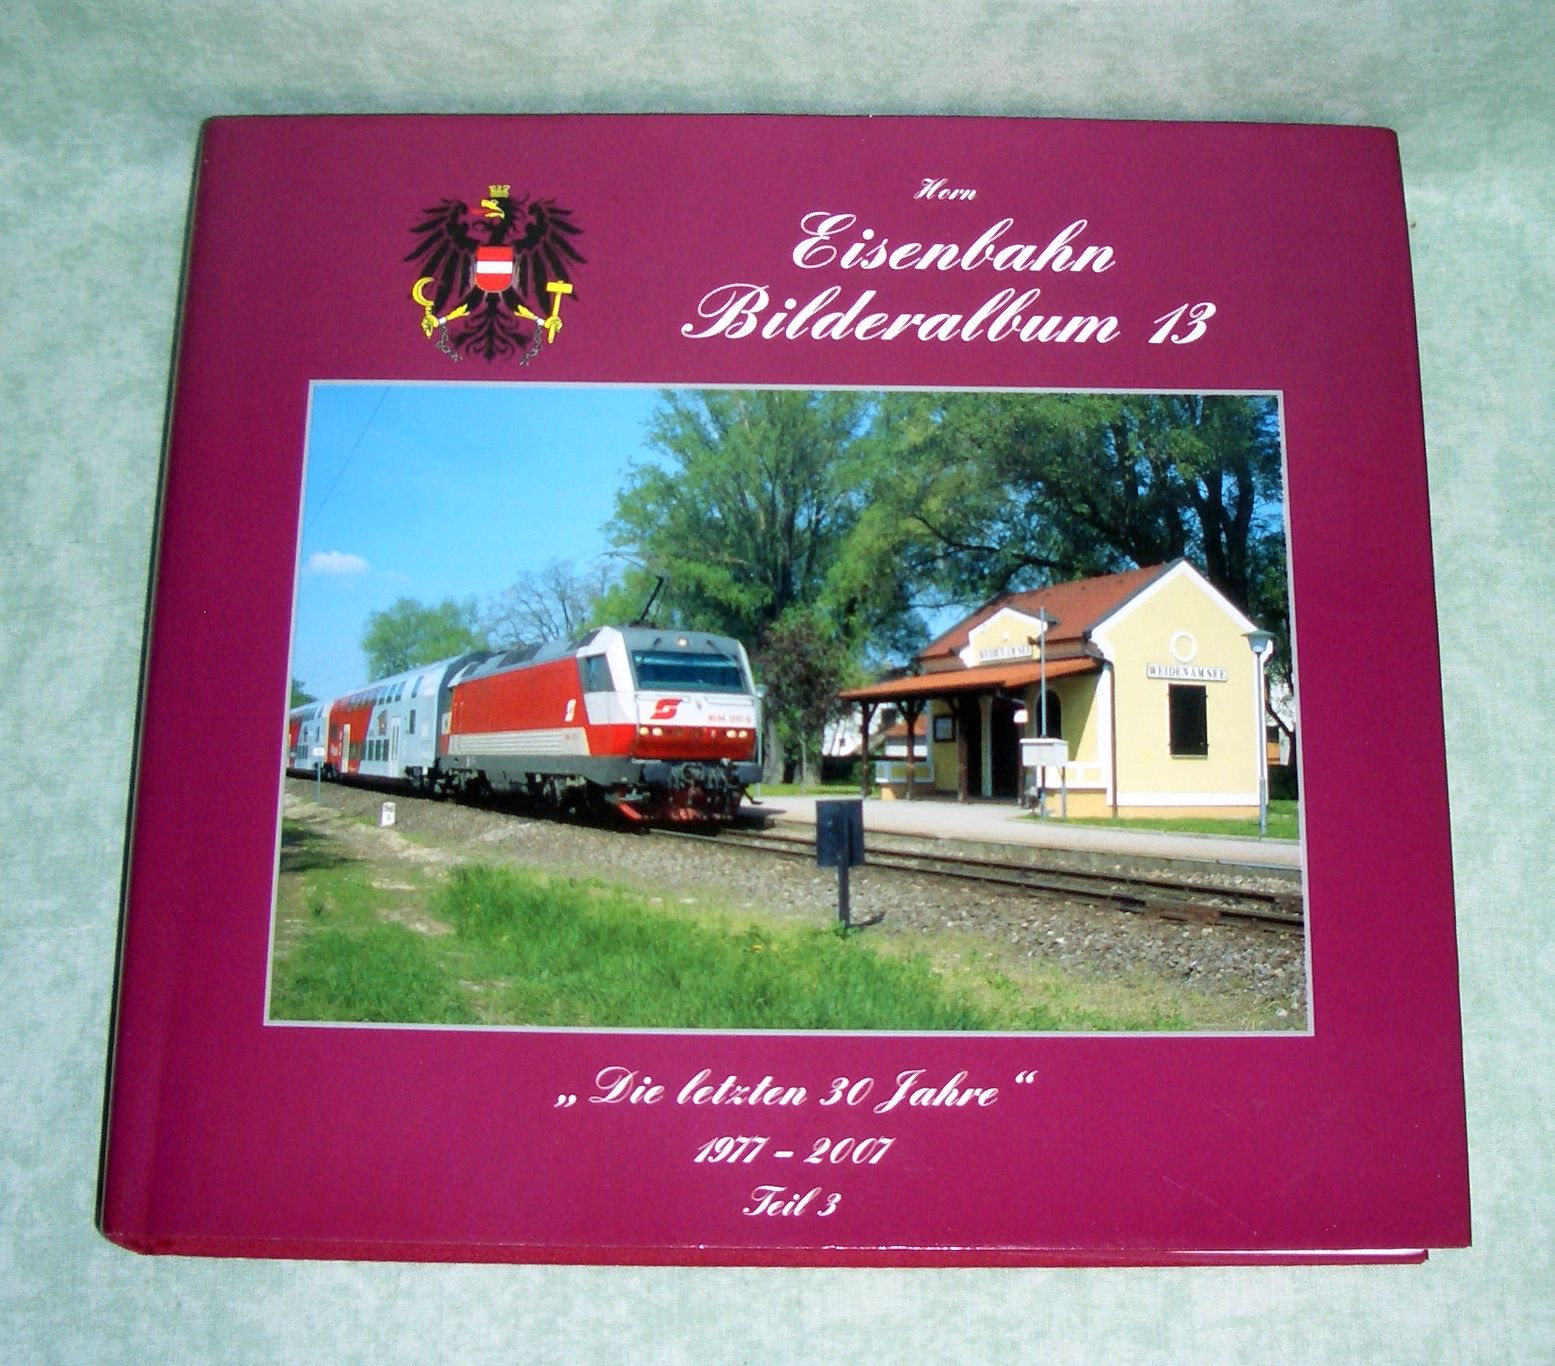 Horn
Eisenbahn
Bilderalbum 13
WEIDEN AM SEE
WEIDEN AM SEE
„Die letzten 30 Jahre“
1977 – 2007
Teil 3